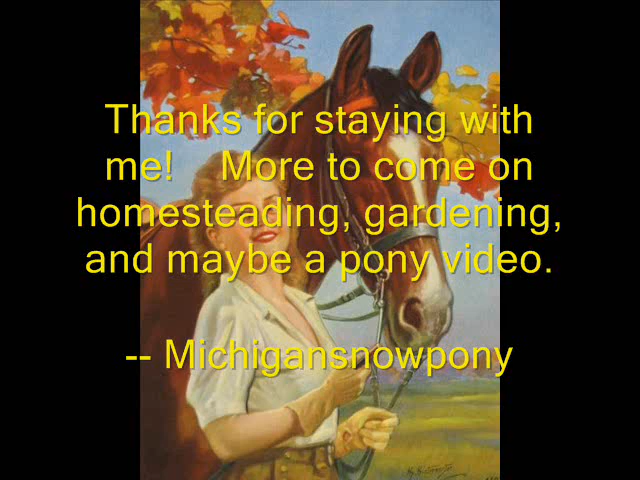 Thanks for staying with
me!    More to come on
homesteading, gardening,
and maybe a pony video.
-- Michigansnowpony